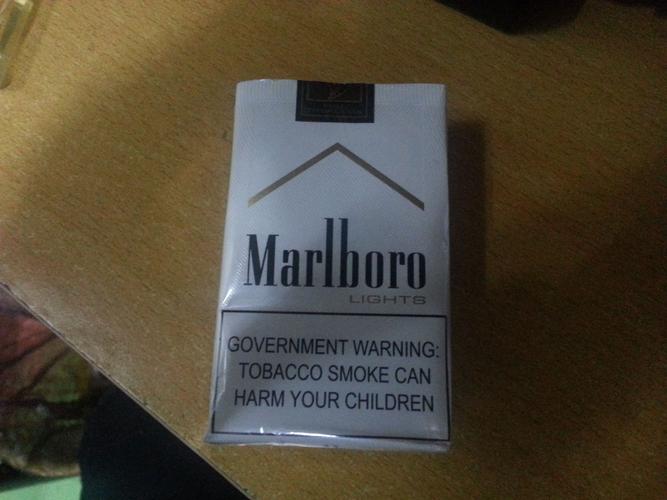 Marlboro
LIGHTS
GOVERNMENT WARNING:
TOBACCO SMOKE CAN
HARM YOUR CHILDREN